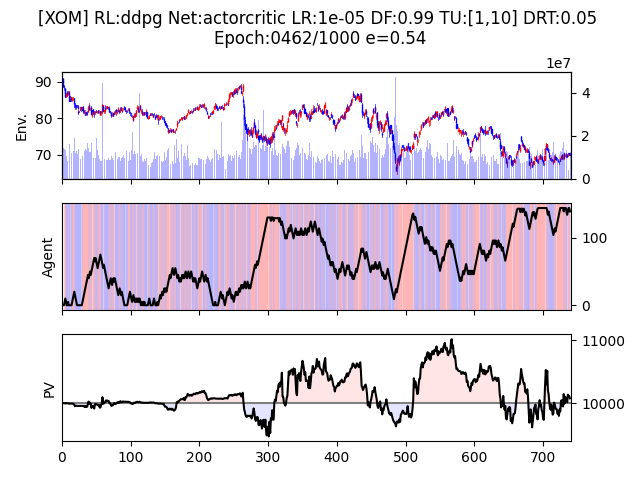 [XOM] RL:ddpg Net:actorcritic LR:1e-05 DF:0.99 TU:[1,10] DRT:0.05
Epoch:0462/1000 e=0.54
1e7
90
80
70
Env.
4
2
0
Agent
100
0
PV
11000
10000
0 100 200 300 400 500 600 700